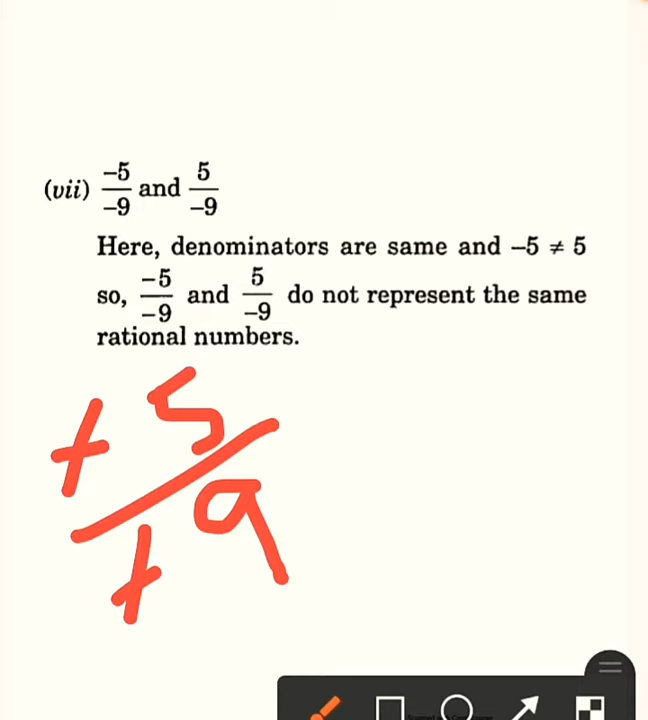 (vii) −5/−9 and 5/−9
Here, denominators are same and −5 ≠ 5
so, −5/−9 and 5/−9 do not represent the same
rational numbers.
+5
+9